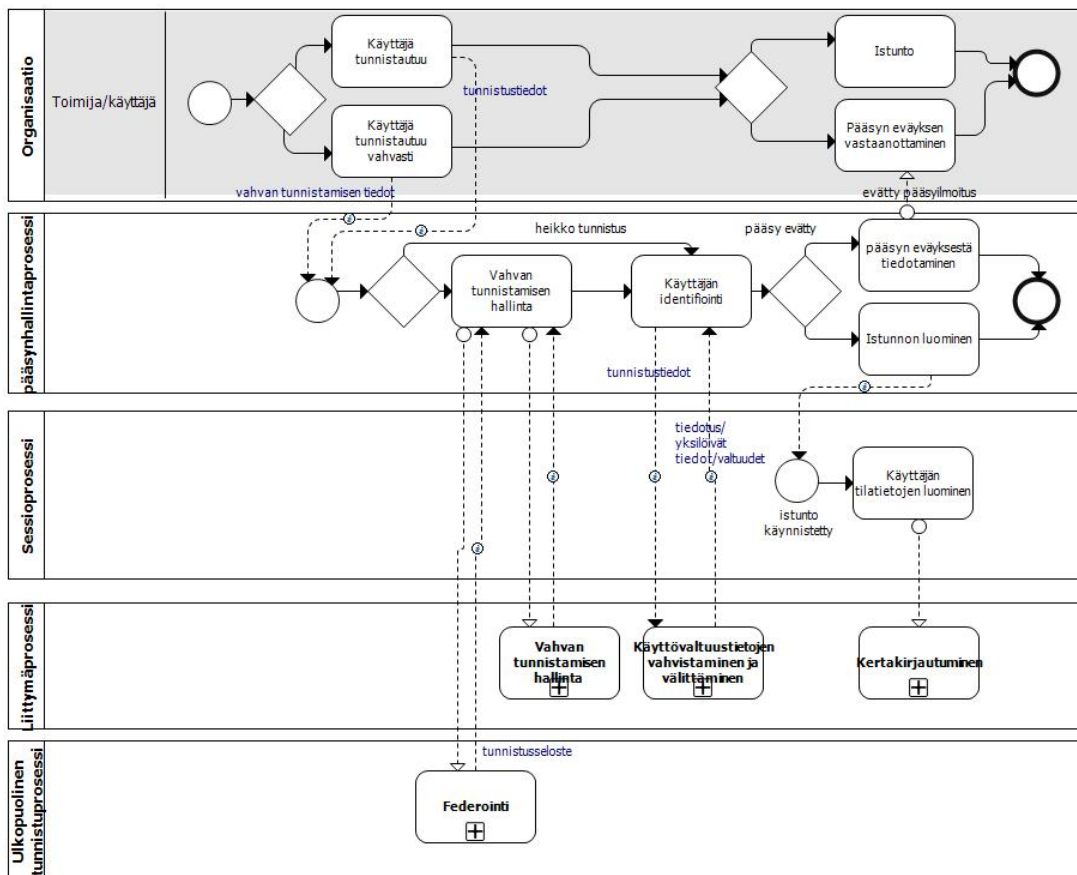 Organisaatio
Toimija/käyttäjä
Käyttäjä
tunnistautuu
Käyttäjä
tunnistautuu
vahvasti
tunnistustiedot
vahvan tunnistamisen tiedot
Istunto
Pääsyn eväyksen
vastaanottaminen
evätty pääsyilmoitus
pääsynhallintaprosessi
heikko tunnistus
Vahvan
tunnistamisen
hallinta
Käyttäjän
identifiointi
pääsy evätty
pääsyn eväyksestä
tiedotaminen
Istunnon luominen
tunnistustiedot
Sessioprosessi
tiedotus/
yksilöivät
tiedot/valtuudet
istunto
käynnistetty
Käyttäjän
tilatietojen luominen
Liittymäprosessi
Vahvan
tunnistamisen
hallinta
Käyttövaltuustietojen
vahvistaminen ja
välittäminen
Kertakirjautuminen
Ulkopuolinen
tunnistuprosessi
tunnistusseloste
Federointi